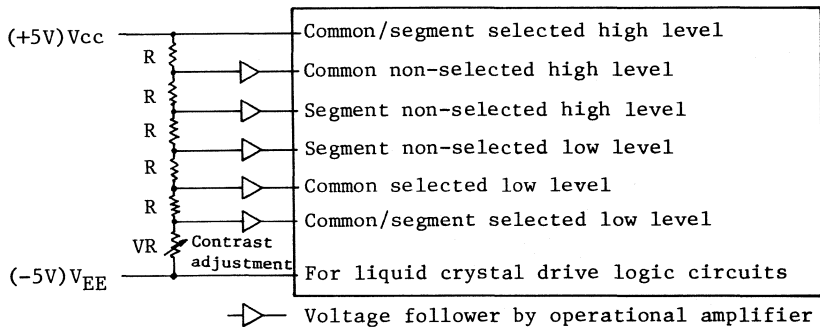 (+5V)Vcc
Common/segment selected high level
R
Common non-selected high level
R
Segment non-selected high level
R
Segment non-selected low level
R
Common selected low level
R
Common/segment selected low level
VR
Contrast
adjustment
(-5V)VEE
For liquid crystal drive logic circuits
Voltage follower by operational amplifier